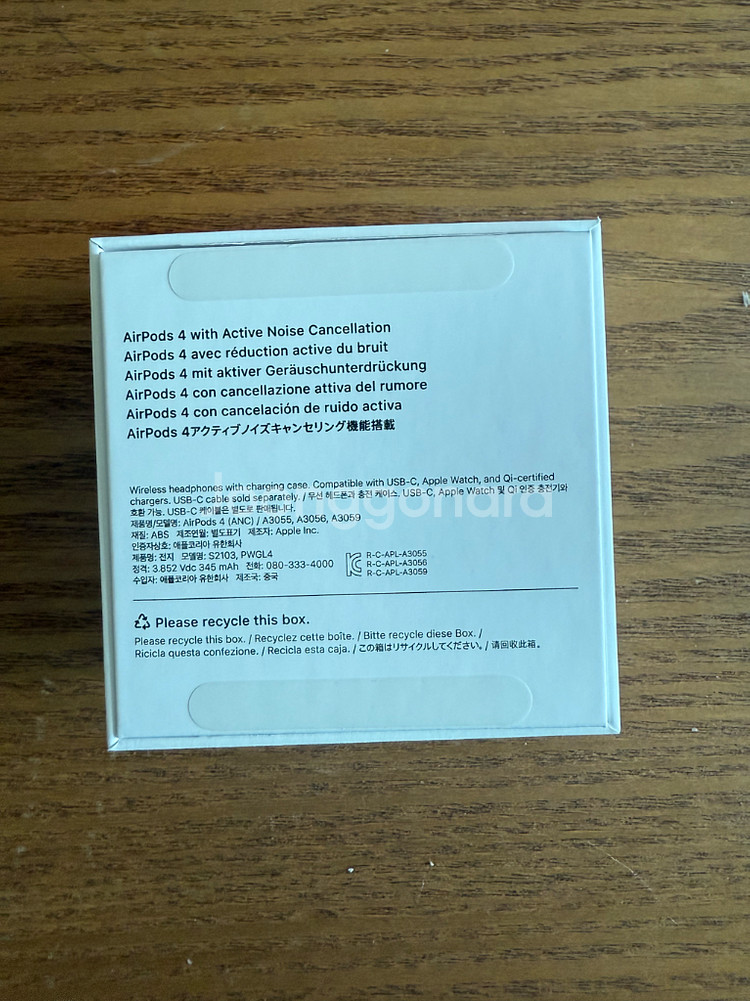 AirPods 4 with Active Noise Cancellation
AirPods 4 avec réduction active du bruit
AirPods 4 mit aktiver Geräuschunterdrückung
AirPods 4 con cancellazione attiva del rumore
AirPods 4 con cancelación de ruido activa
AirPods 4アクティブノイズキャンセリング機能搭載
Wireless headphones with charging case. Compatible with USB-C, Apple Watch, and Qi-certified
chargers. USB-C cable sold separately. / 무선 헤드폰과 충전 케이스. USB-C, Apple Watch 및 Qi 인증 충전기와
호환 가능. USB-C 케이블은 별도로 판매됩니다.
제품명/모델명: AirPods 4 (ANC) / A3055, A3056, A3059
재질: ABS 제조연월: 별도표기 제조자: Apple Inc.
인증자상호: 애플코리아 유한회사
제품명: 전지 모델명: S2103, PWGL4
정격: 3.852 Vdc 345 mAh 전화: 080-333-4000
수입자: 애플코리아 유한회사 제조국: 중국
R-C-APL-A3055
R-C-APL-A3056
R-C-APL-A3059
Please recycle this box.
Please recycle this box. / Recyclez cette boîte. / Bitte recycle diese Box. /
Ricicla questa confezione. / Recicla esta caja. / この箱はリサイクルしてください。/ 请回收此箱。